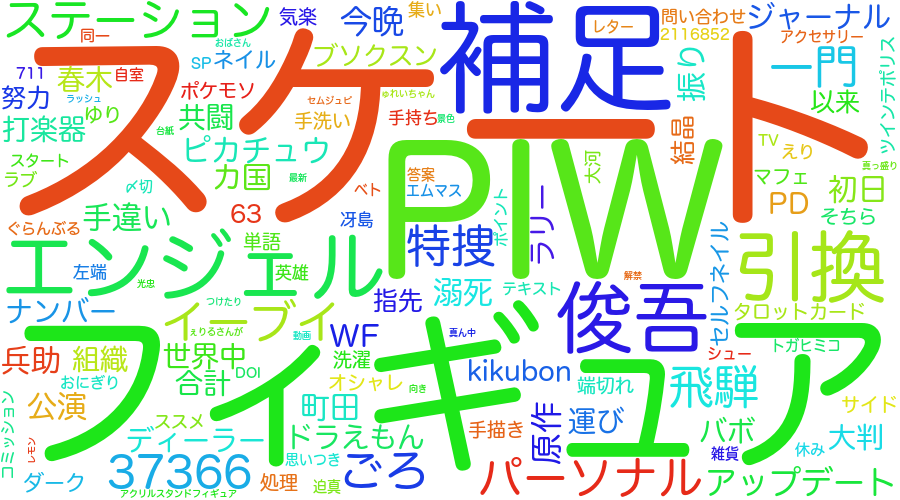 ステーション
気楽
今晩
集い
補足
レター
問い合わせ
ジャーナル
同一
おばさん
SP
ネイル
ブソクスン
2116852
アクセサリー
スケート
711
春木
自室
ポケモソ
セムジュピ
一門
振り
ツインテポリス
努力
ラッシュ
ゆり
共闘
手洗い
手持ち
景色
以来
打楽器
台紙
ピカチュウ
PIW
結晶
TV
えり
スタート
ラブ
カ国
最新
答案
大河
真っ盛り
〆切
ベト
エムマス
マフェ
初日
手違い
63
冴島
ポイント
ラリー
PD
そちら
ぐらんぶる
単語
特捜
セルフネイル
引換
エンジェル
左端
英雄
解禁
光忠
溺死
テキスト
ナンバー
つけたり
指先
俊吾
タロットカード
イーブイ
ぇりるさんが
動画
WF
真ん中
トガヒミコ
フィギュア
兵助
組織
世界中
洗濯
シュー
おにぎり
合計
DOI
オシャレ
向き
kikubon
端切れ
飛騨
コミッション
公演
ススメ
町田
原作
運び
サイド
レモン
ディーラー
ドラえもん
手描き
バボ
大判
休み
雑貨
ダーク
37366
思いつき
ごろ
パーソナル
アップデート
処理
迫真
アクリルスタンドフィギュア